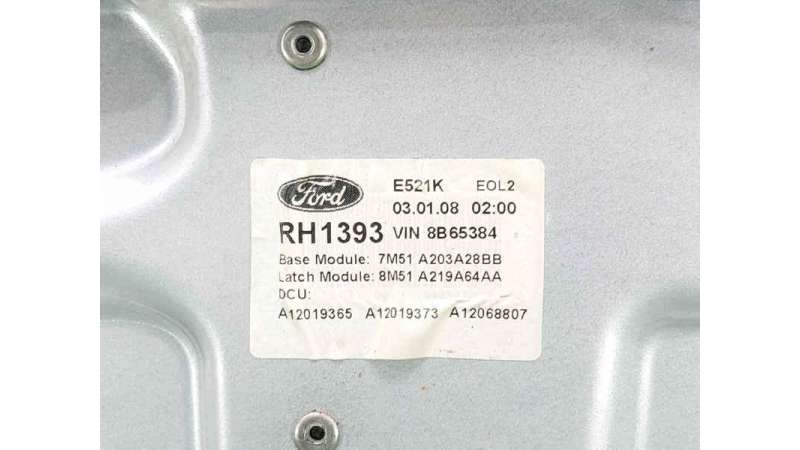 Ford
E521K EOL2
03.01.08 02:00
RH1393 VIN 8B65384
Base Module: 7M51 A203A28BB
Latch Module: 8M51 A219A64AA
DCU:
A12019365 A12019373 A12068807